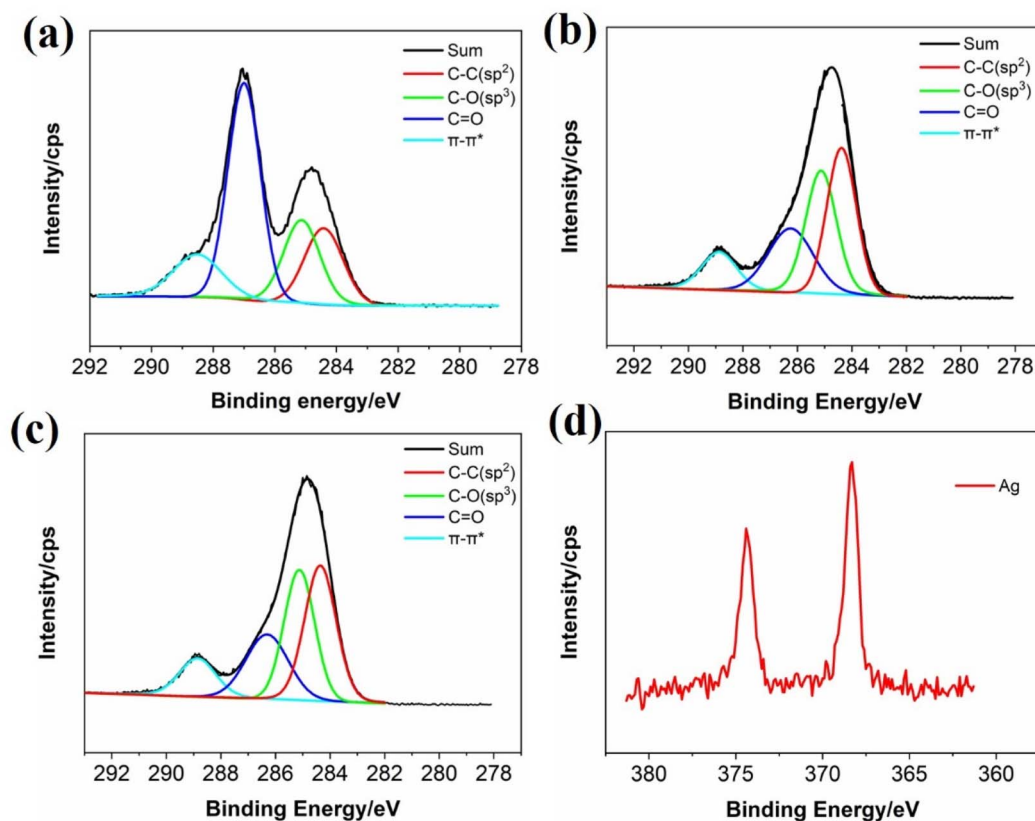 (a)
Sum
C-C(sp²)
C-O(sp³)
C=O
π-π*
Intensity/cps
292 290 288 286 284 282 280 278
Binding energy/eV
(b)
Sum
C-C(sp²)
C-O(sp³)
C=O
π-π*
Intensity/cps
292 290 288 286 284 282 280 278
Binding Energy/eV
(c)
Sum
C-C(sp²)
C-O(sp³)
C=O
π-π*
Intensity/cps
292 290 288 286 284 282 280 278
Binding Energy/eV
(d)
Ag
Intensity/cps
380 375 370 365 360
Binding Energy/eV